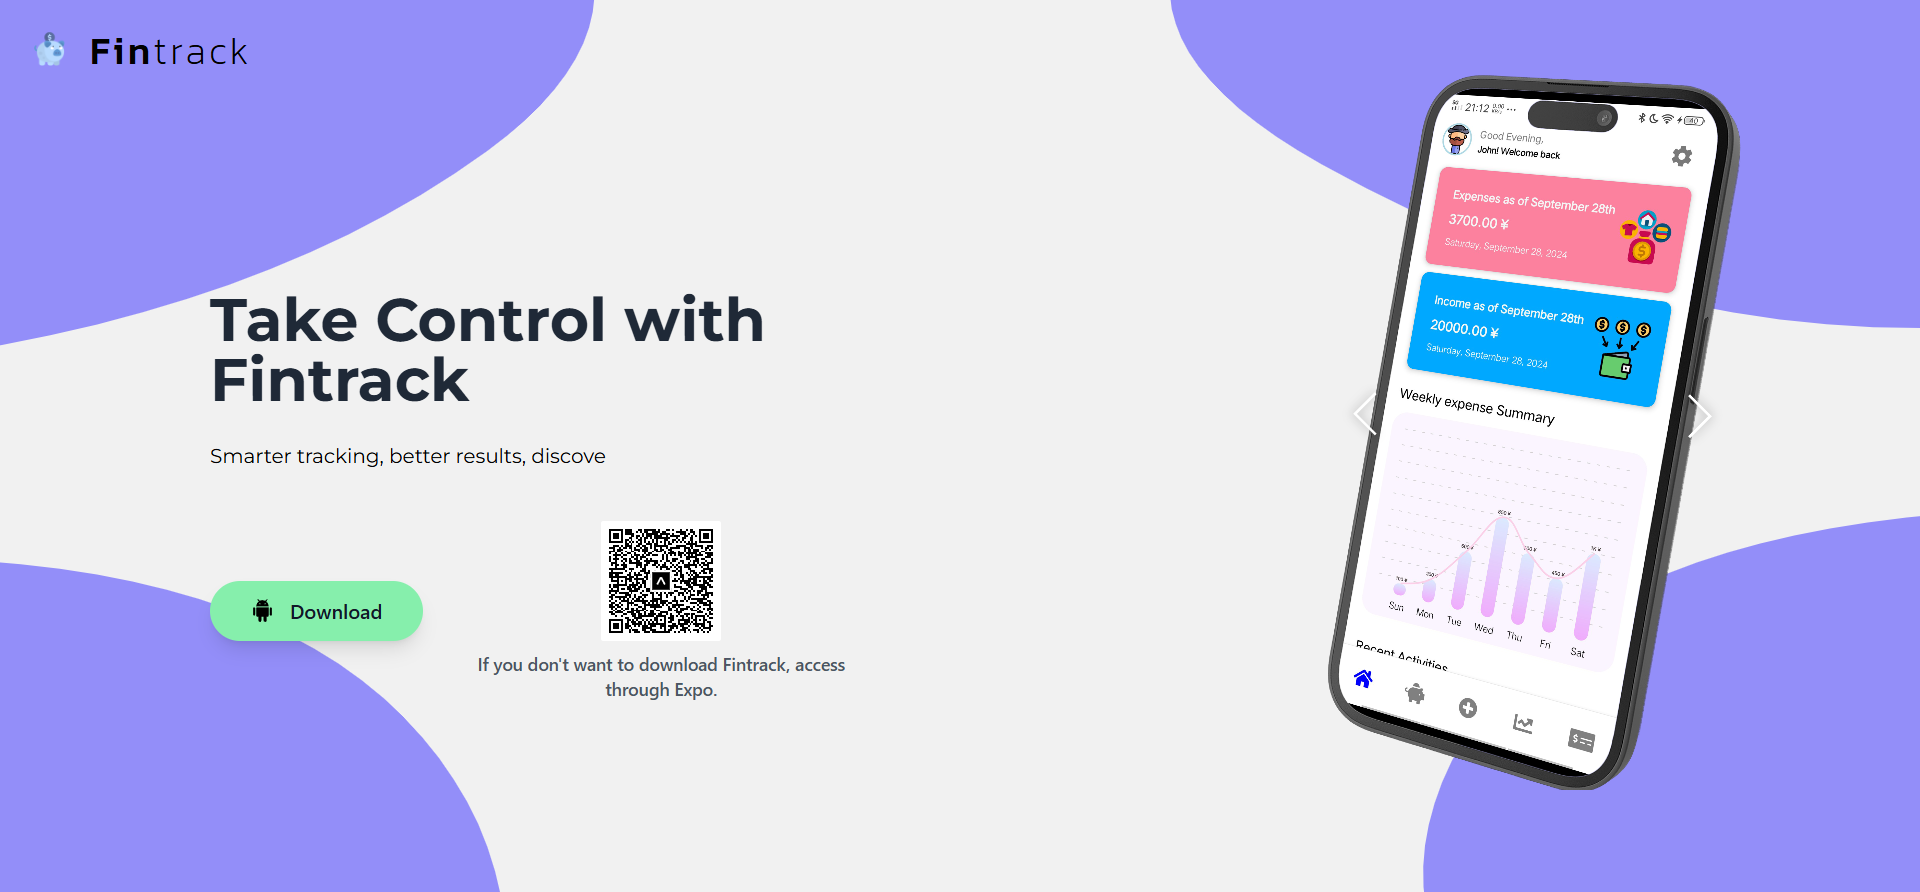 Fintrack
Take Control with
Fintrack
Smarter tracking, better results, discove
Download
If you don't want to download Fintrack, access
through Expo.
21:12
Good Evening,
John! Welcome back
Expenses as of September 28th
3700.00 ¥
Saturday, September 28, 2024
Income as of September 28th
20000.00 ¥
Saturday, September 28, 2024
Weekly expense Summary
Sun Mon Tue Wed Thu Fri Sat
Recent Activities